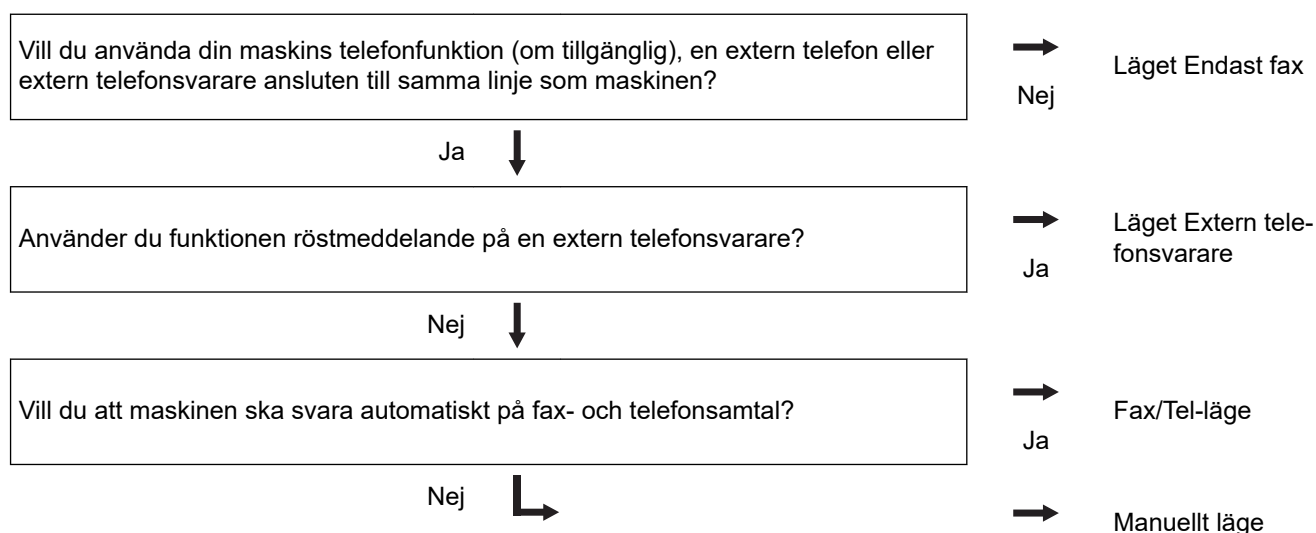 Vill du använda din maskins telefonfunktion (om tillgänglig), en extern telefon eller
extern telefonsvarare ansluten till samma linje som maskinen?
Nej
Läget Endast fax
Ja
Använder du funktionen röstmeddelande på en extern telefonsvarare?
Ja
Läget Extern tele-
fonsvarare
Nej
Vill du att maskinen ska svara automatiskt på fax- och telefonsamtal?
Ja
Fax/Tel-läge
Nej
Manuellt läge